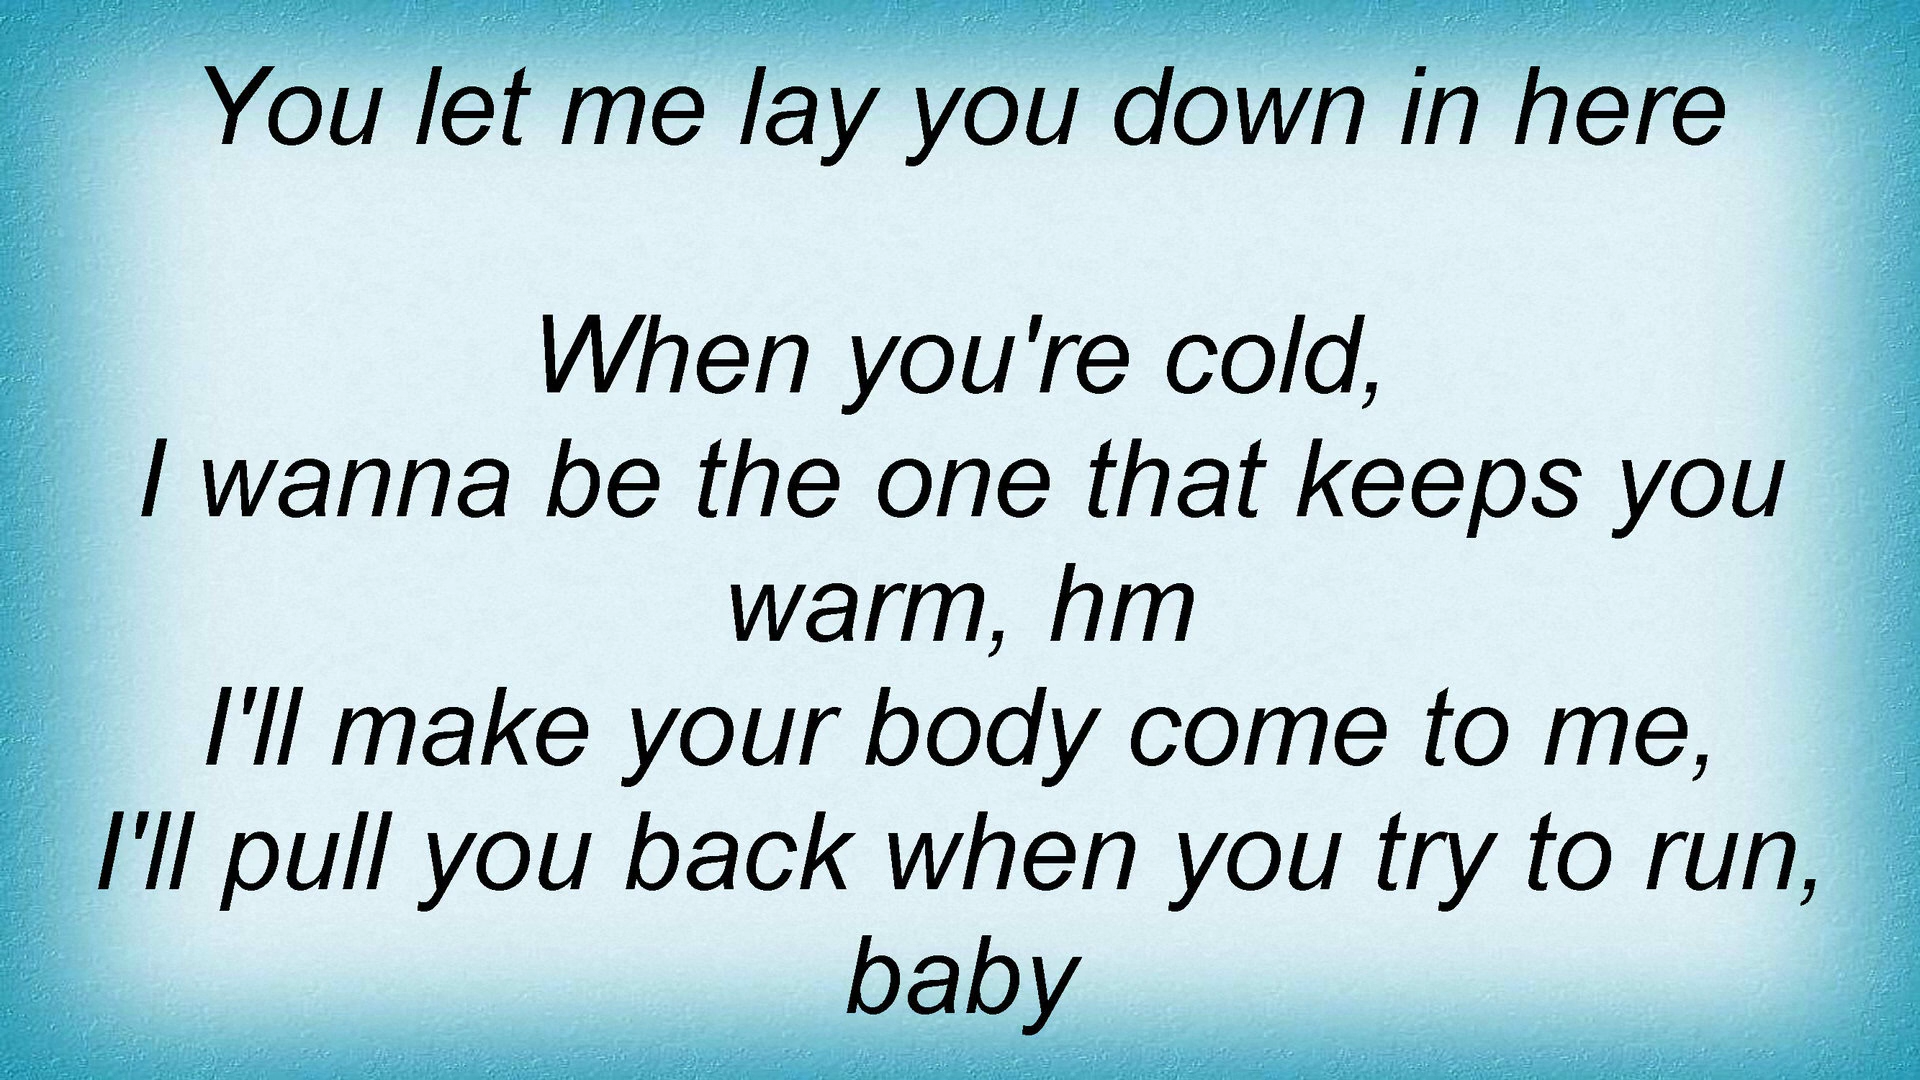 You let me lay you down in here
When you're cold,
I wanna be the one that keeps you
warm, hm
I'll make your body come to me,
I'll pull you back when you try to run,
baby